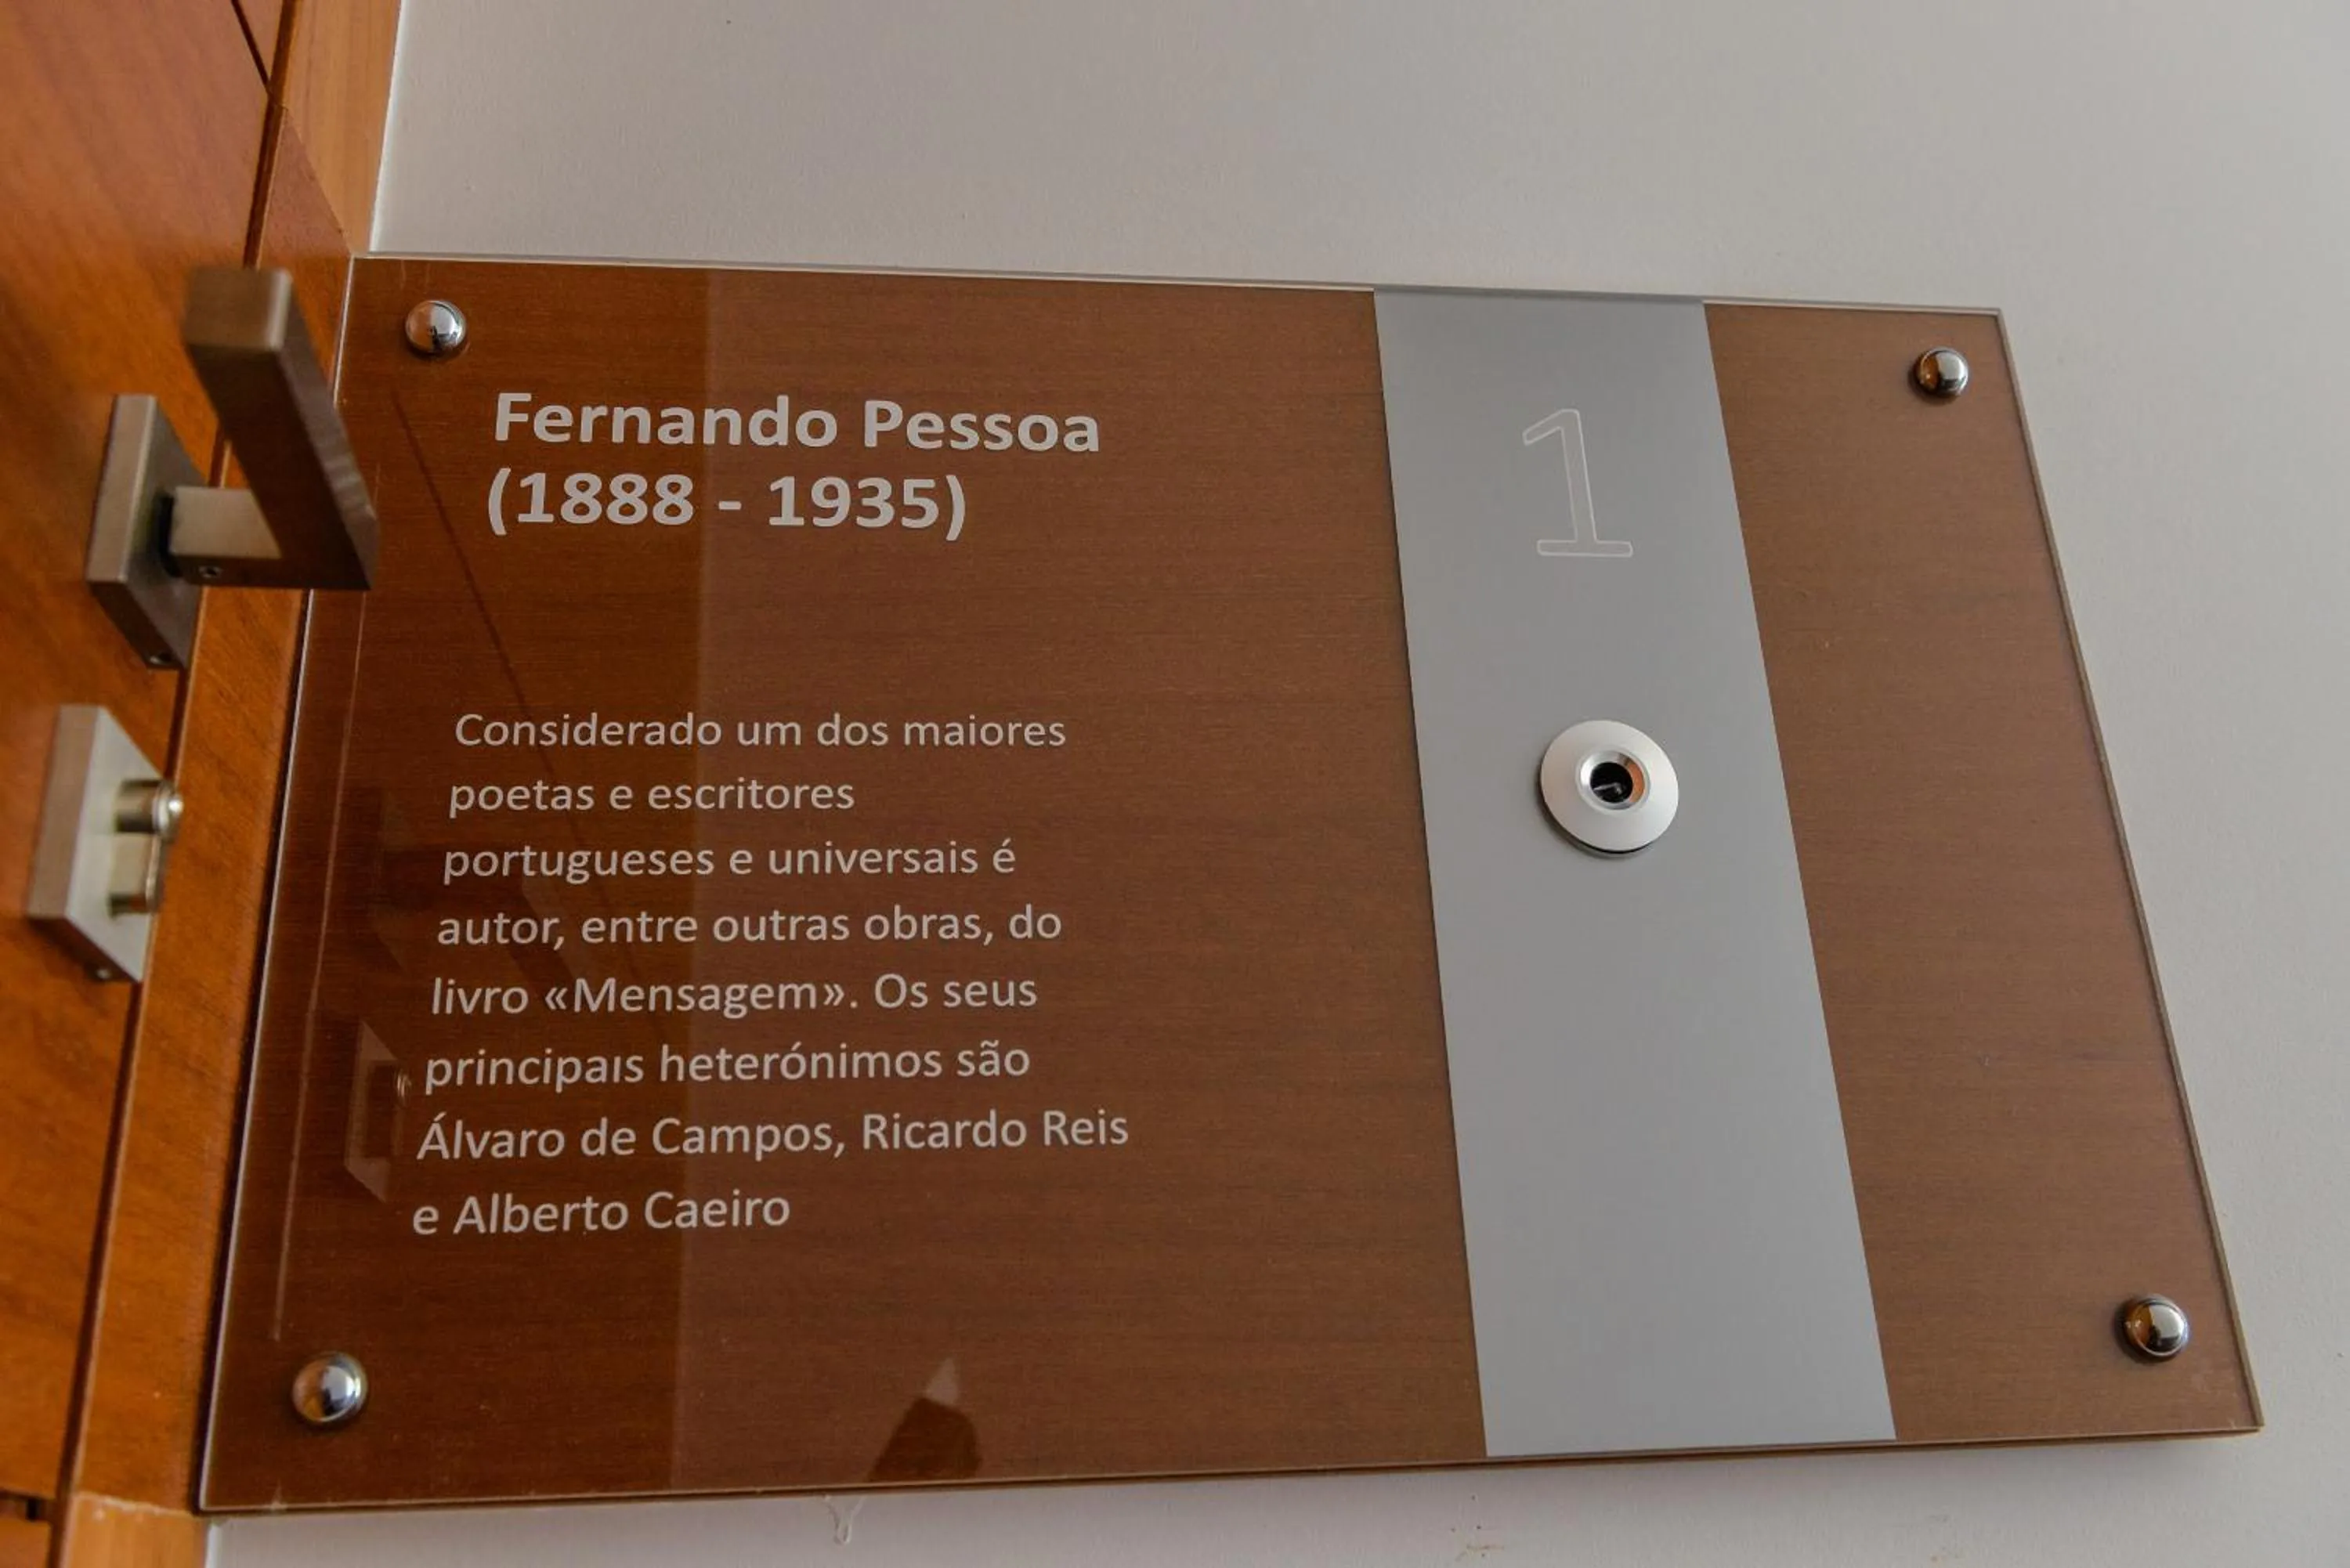 Fernando Pessoa
(1888 - 1935)
Considerado um dos maiores
poetas e escritores
portugueses e universais é
autor, entre outras obras, do
livro «Mensagem». Os seus
principais heterónimos são
Álvaro de Campos, Ricardo Reis
e Alberto Caeiro
1